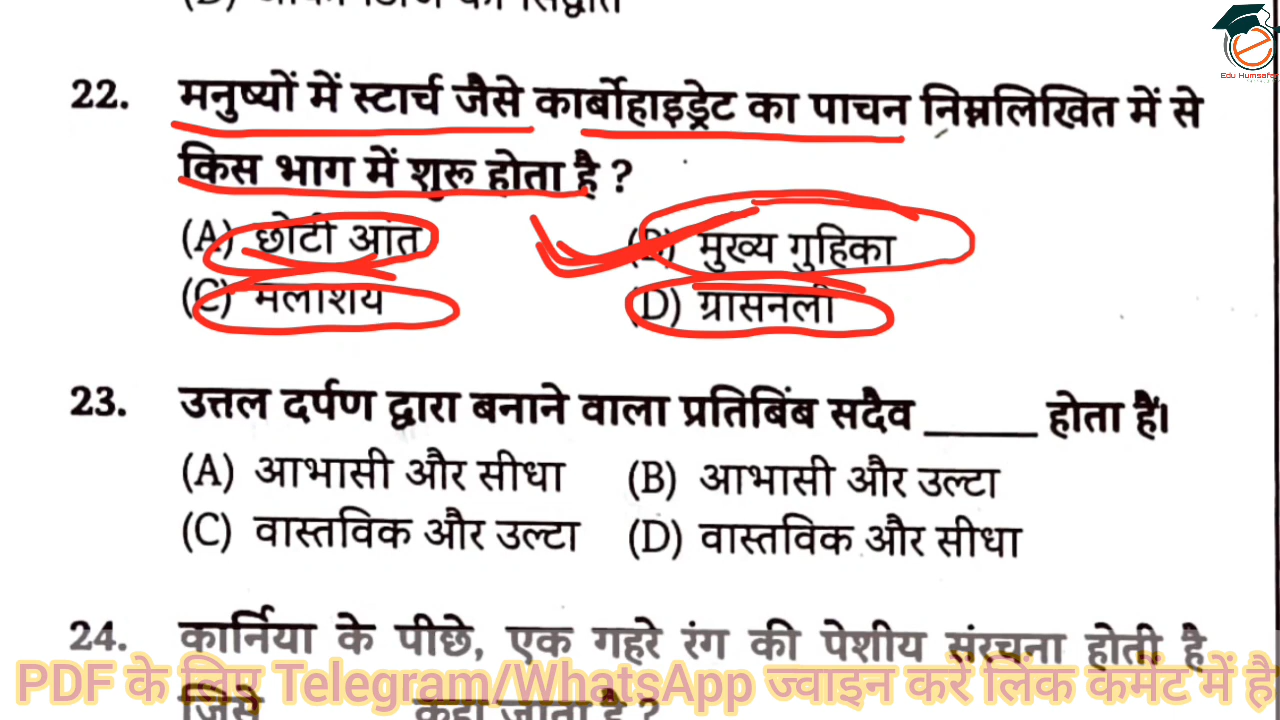 22. मनुष्यों में स्टार्च जैसे कार्बोहाइड्रेट का पाचन निम्नलिखित में से
किस भाग में शुरू होता है ?
(A) छोटी आंत (B) मुख्य गुहिका
(C) मलाशय (D) ग्रासनली
23. उत्तल दर्पण द्वारा बनाने वाला प्रतिबिंब सदैव _____ होता हैं।
(A) आभासी और सीधा (B) आभासी और उल्टा
(C) वास्तविक और उल्टा (D) वास्तविक और सीधा
24. कार्निया के पीछे, एक गहरे रंग की पेशीय संरचना होती है
PDF के लिए Telegram/WhatsApp ज्वाइन करें लिंक कमेंट में है
जिसे _____ कहा जाता है ?
Edu Humsafar